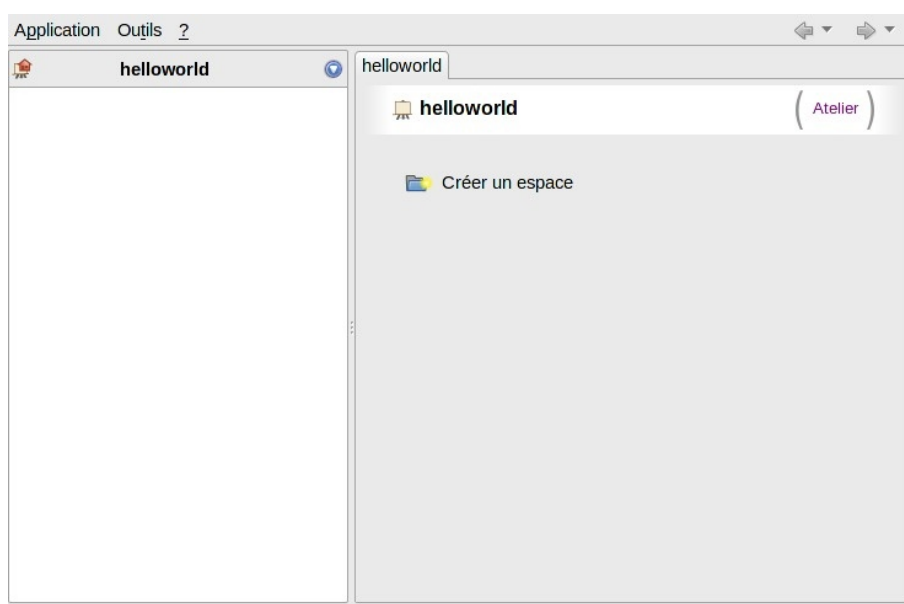 Application Outils ?
helloworld
helloworld
helloworld
( Atelier )
Créer un espace